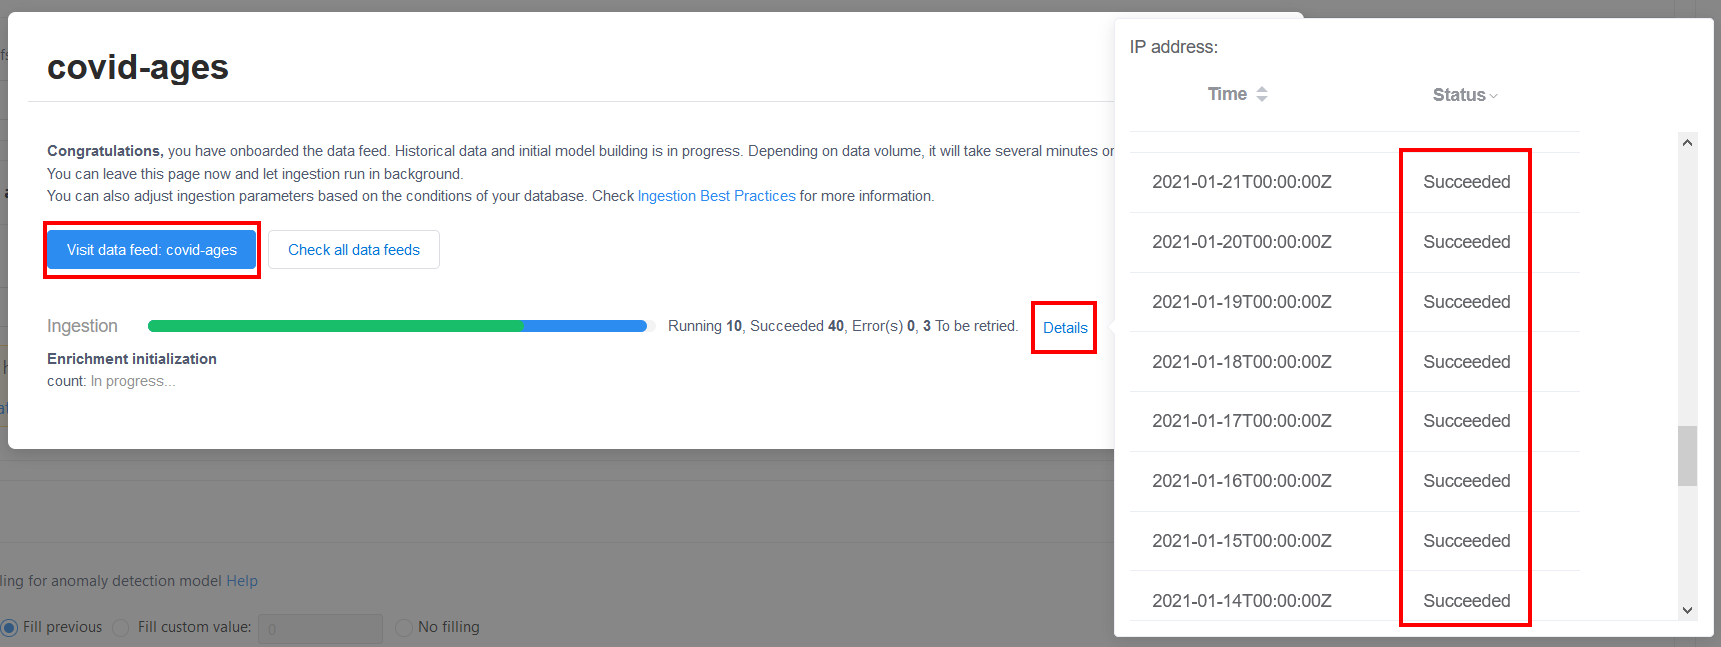 covid-ages
Congratulations, you have onboarded the data feed. Historical data and initial model building is in progress. Depending on data volume, it will take several minutes or
You can leave this page now and let ingestion run in background.
You can also adjust ingestion parameters based on the conditions of your database. Check Ingestion Best Practices for more information.
Visit data feed: covid-ages
Check all data feeds
Ingestion
Running 10, Succeeded 40, Error(s) 0, 3 To be retried.
Details
Enrichment initialization
count: In progress...
IP address:
Time Status
2021-01-21T00:00:00Z Succeeded
2021-01-20T00:00:00Z Succeeded
2021-01-19T00:00:00Z Succeeded
2021-01-18T00:00:00Z Succeeded
2021-01-17T00:00:00Z Succeeded
2021-01-16T00:00:00Z Succeeded
2021-01-15T00:00:00Z Succeeded
2021-01-14T00:00:00Z Succeeded
ling for anomaly detection model Help
Fill previous Fill custom value: 0 No filling